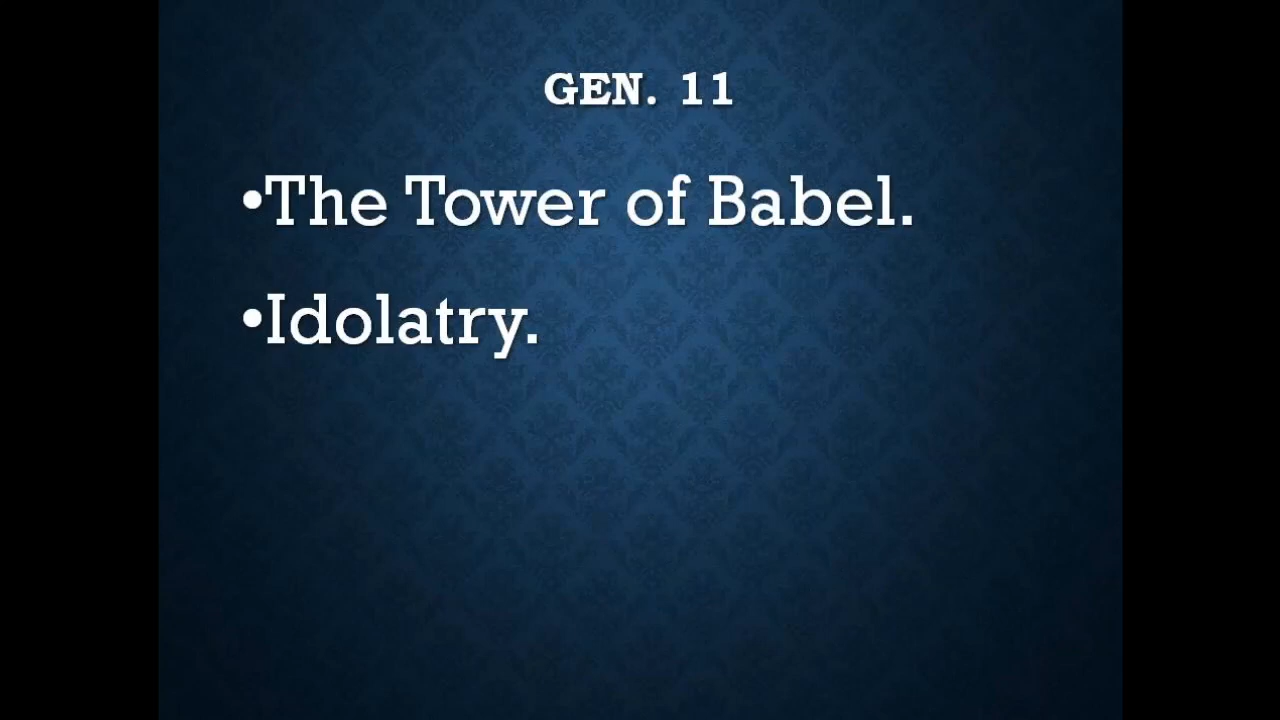 GEN. 11
•The Tower of Babel.
•Idolatry.